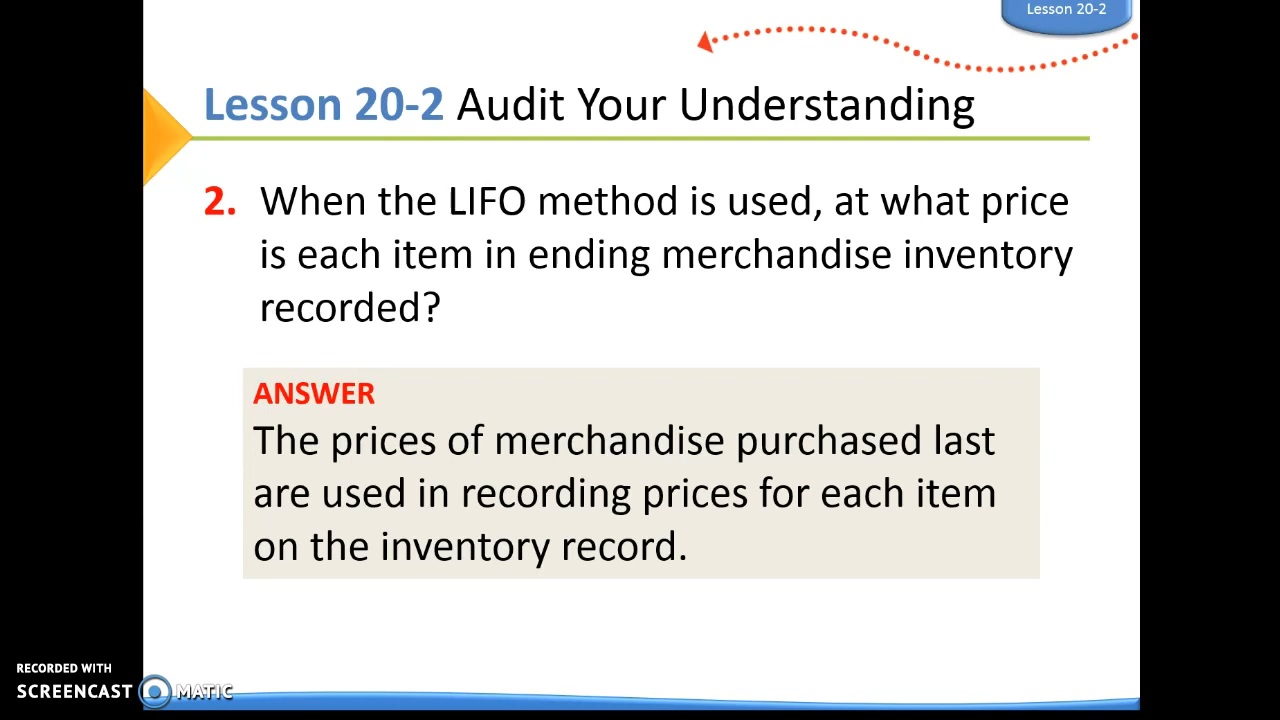 Lesson 20-2
Lesson 20-2 Audit Your Understanding
2. When the LIFO method is used, at what price
is each item in ending merchandise inventory
recorded?
ANSWER
The prices of merchandise purchased last
are used in recording prices for each item
on the inventory record.
RECORDED WITH
SCREENCAST MATIC